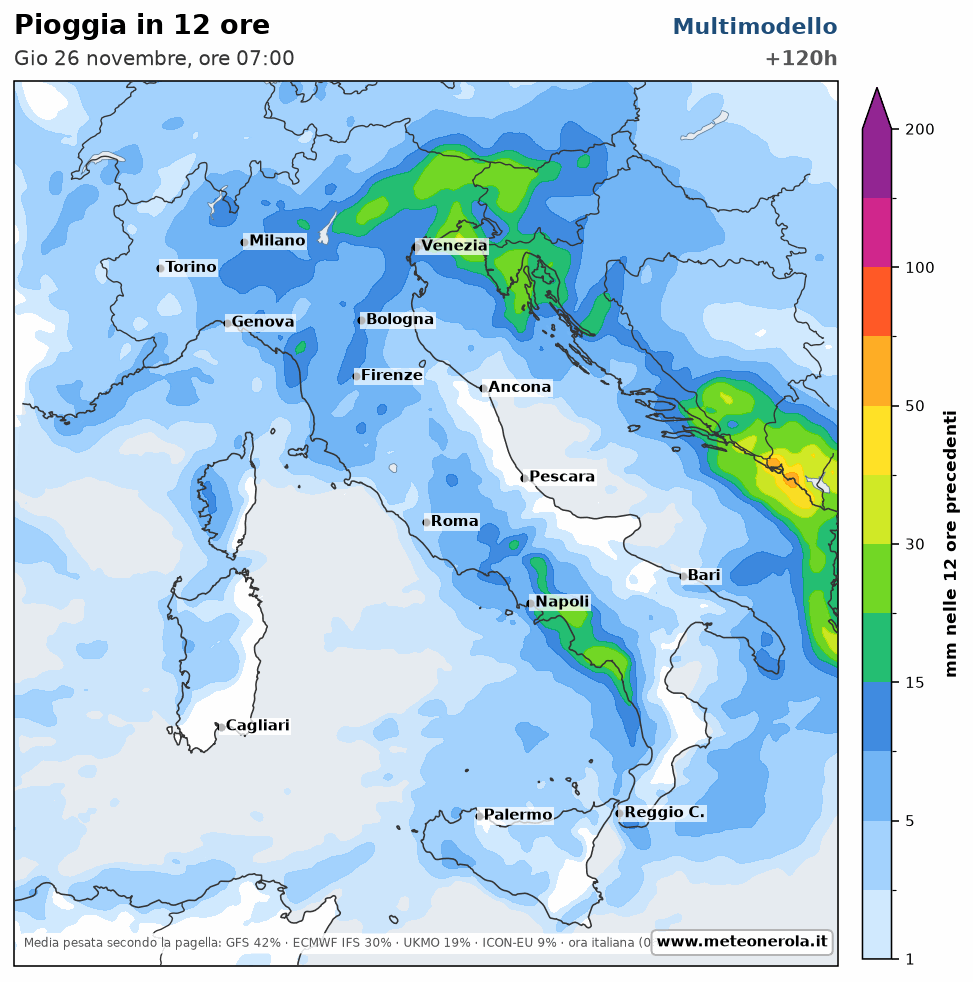 Pioggia in 12 ore
Multimodello
Gio 26 novembre, ore 07:00
+120h
200
100
50
30
15
5
1
mm nelle 12 ore precedenti
Milano
Venezia
Torino
Genova
Bologna
Firenze
Ancona
Pescara
Roma
Bari
Napoli
Cagliari
Palermo
Reggio C.
Media pesata secondo la pagella: GFS 42% · ECMWF IFS 30% · UKMO 19% · ICON-EU 9% · ora italiana (0
www.meteonerola.it